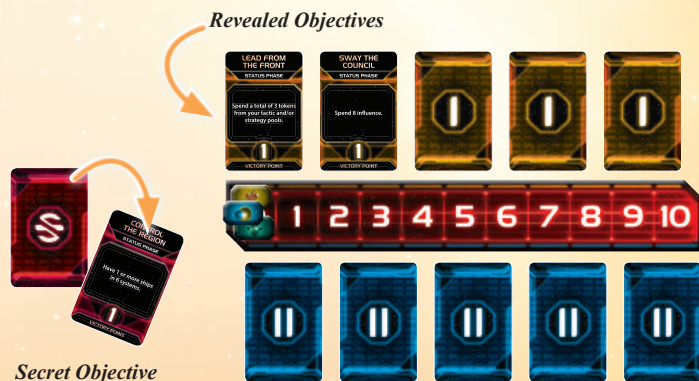 Revealed Objectives
LEAD FROM
THE FRONT
STATUS PHASE
Spend a total of 3 tokens
from your tactic and/or
strategy pools.
1
VICTORY POINT
SWAY THE
COUNCIL
STATUS PHASE
Spend 8 influence.
1
VICTORY POINT
I
I
I
1 2 3 4 5 6 7 8 9 10
S
CONTROL
THE REGION
STATUS PHASE
Have 1 or more ships
in 6 systems.
1
VICTORY POINT
II
II
II
II
II
Secret Objective